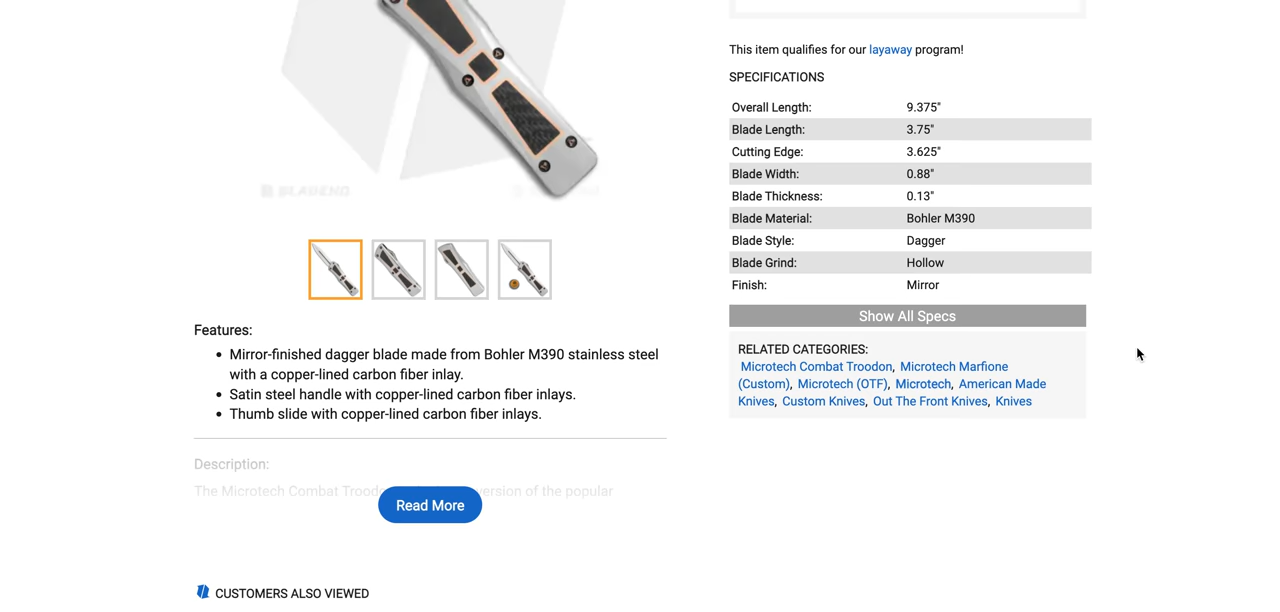 This item qualifies for our layaway program!
SPECIFICATIONS
Overall Length: 9.375"
Blade Length: 3.75"
Cutting Edge: 3.625"
Blade Width: 0.88"
Blade Thickness: 0.13"
Blade Material: Bohler M390
Blade Style: Dagger
Blade Grind: Hollow
Finish: Mirror
Show All Specs
RELATED CATEGORIES:
Microtech Combat Troodon, Microtech Marfione
(Custom), Microtech (OTF), Microtech, American Made
Knives, Custom Knives, Out The Front Knives, Knives
BLADEHQ
Features:
Mirror-finished dagger blade made from Bohler M390 stainless steel
with a copper-lined carbon fiber inlay.
Satin steel handle with copper-lined carbon fiber inlays.
Thumb slide with copper-lined carbon fiber inlays.
Description:
The Microtech Combat version of the popular
Read More
CUSTOMERS ALSO VIEWED